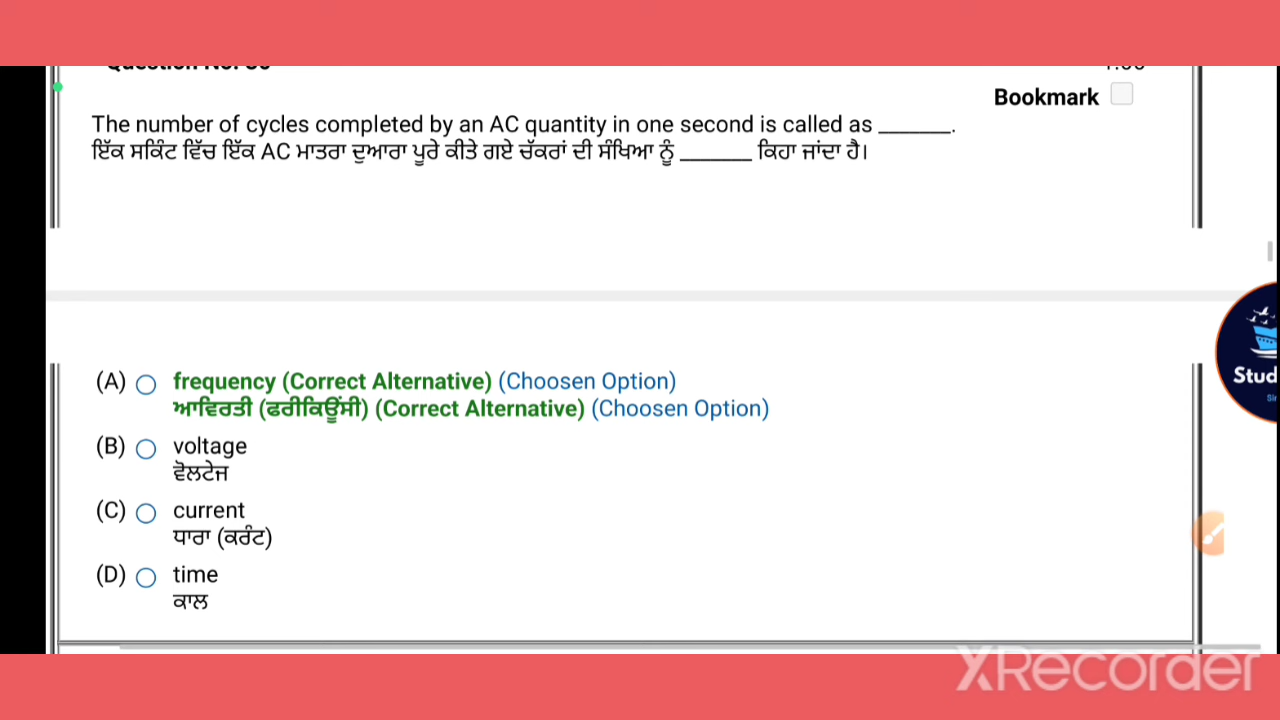 Bookmark
The number of cycles completed by an AC quantity in one second is called as ______.
ਇੱਕ ਸਕਿੰਟ ਵਿੱਚ ਇੱਕ AC ਮਾਤਰਾ ਦੁਆਰਾ ਪੂਰੇ ਕੀਤੇ ਗਏ ਚੱਕਰਾਂ ਦੀ ਸੰਖਿਆ ਨੂੰ ______ ਕਿਹਾ ਜਾਂਦਾ ਹੈ।
(A) frequency (Correct Alternative) (Choosen Option)
ਆਵਿਰਤੀ (ਫਰੀਕਿਊਂਸੀ) (Correct Alternative) (Choosen Option)
(B) voltage
ਵੋਲਟੇਜ
(C) current
ਧਾਰਾ (ਕਰੰਟ)
(D) time
ਕਾਲ
Stud
XRecorder